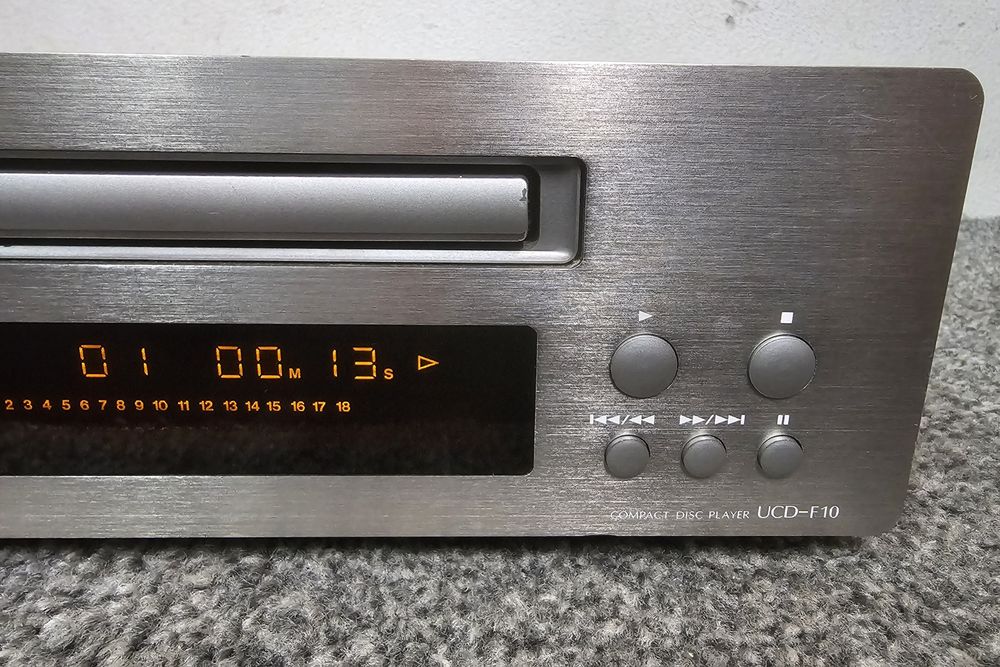 01 1 00M 13S
2 3 4 5 6 7 8 9 10 11 12 13 14 15 16 17 18
COMPACT DISC PLAYER UCD-F10